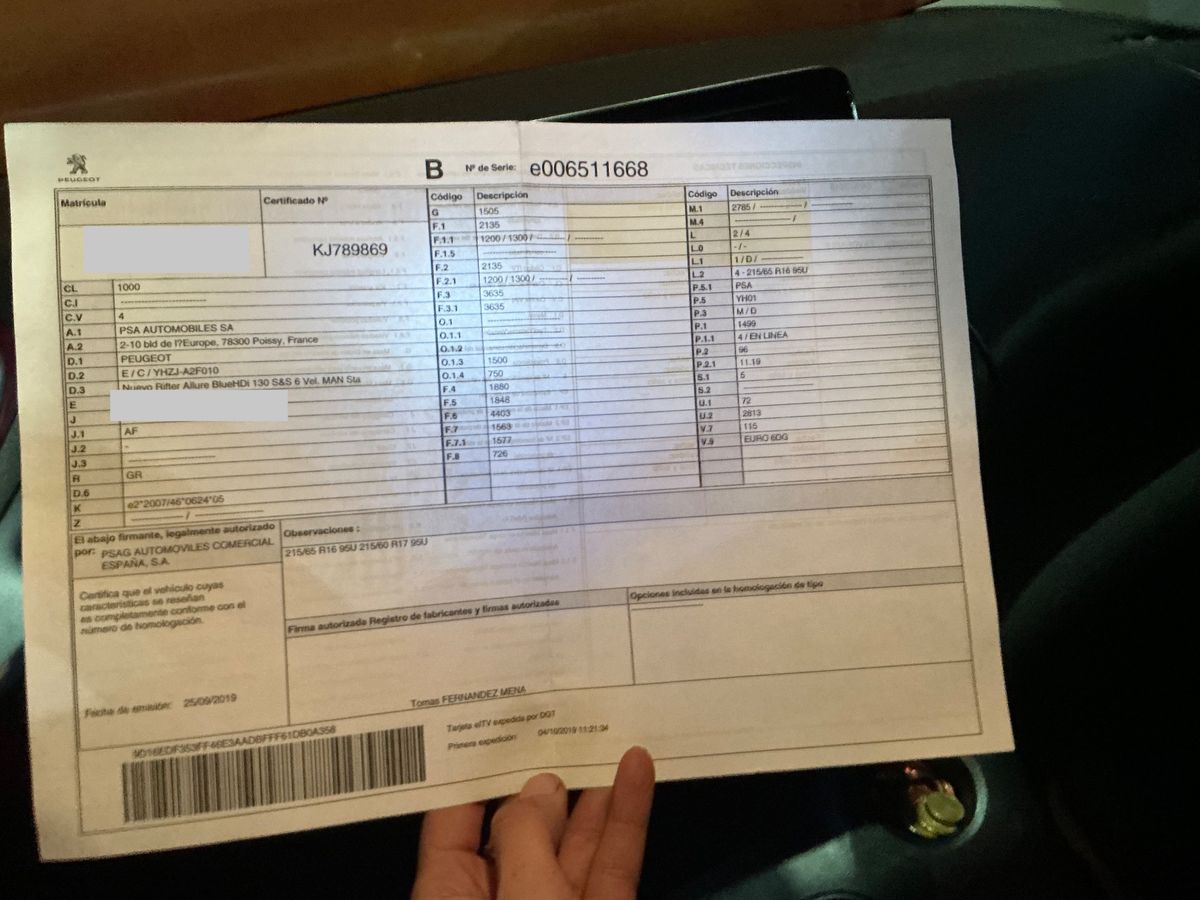 PEUGEOT
B Nº de Serie: e006511668
Matrícula
Certificado Nº
KJ789869
CL 1000
C.I ----------------------
C.V 4
A.1 PSA AUTOMOBILES SA
A.2 2-10 bld de l?Europe, 78300 Poissy, France
D.1 PEUGEOT
D.2 E / C / YHZJ-A2F010
D.3 Nuevo Rifter Allure BlueHDi 130 S&S 6 Vel. MAN Sta
E
J
J.1 AF
J.2 -
J.3 ----------------------
R GR
D.6
K e2*2007/46*0624*05
Z -------------- / -----------------
Código Descripción
G 1505
F.1 2135
F.1.1 1200 / 1300 / -------- / --------
F.1.5 --------------------
F.2 2135
F.2.1 1200 / 1300 / -------- / --------
F.3 3635
F.3.1 3635
O.1
O.1.1
O.1.2
O.1.3 1500
O.1.4 750
F.4 1880
F.5 1848
F.6 4403
F.7 1563
F.7.1 1577
F.8 726
Código Descripción
M.1 2785 / ------------ / ------------
M.4 --------------- /
L 2 / 4
L.0 - / -
L.1 1 / D / -----
L.2 4 - 215/65 R16 95U
P.5.1 PSA
P.5 YH01
P.3 M / D
P.1 1499
P.1.1 4 / EN LINEA
P.2 96
P.2.1 11.19
S.1 5
S.2 --------------------
U.1 72
U.2 2813
V.7 115
V.9 EURO 6DG
El abajo firmante, legalmente autorizado
por: PSAG AUTOMOVILES COMERCIAL
ESPAÑA, S.A.
Certifica que el vehículo cuyas
características se reseñan
es completamente conforme con el
número de homologación.
Fecha de emisión: 25/09/2019
Observaciones :
215/65 R16 95U 215/60 R17 95U
Firma autorizada Registro de fabricantes y firmas autorizadas
Tomas FERNANDEZ MENA
Opciones incluidas en la homologación de tipo
--------------------
Tarjeta eITV expedida por DGT
Primera expedición: 04/10/2019 11:21:34